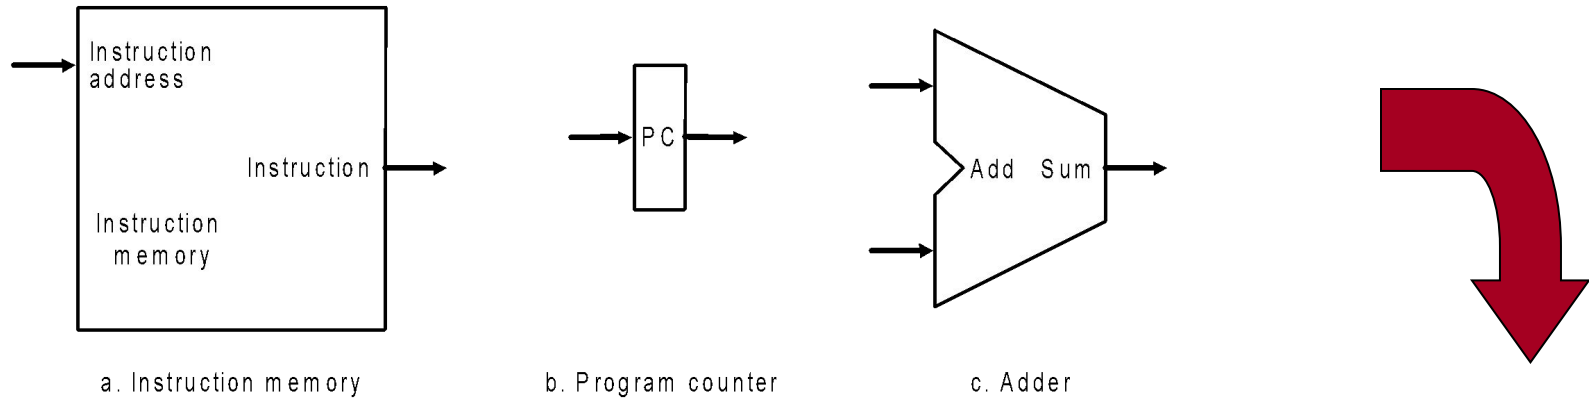 Instruction
address
Instruction
Instruction
memory
PC
Add Sum
a. Instruction memory
b. Program counter
c. Adder